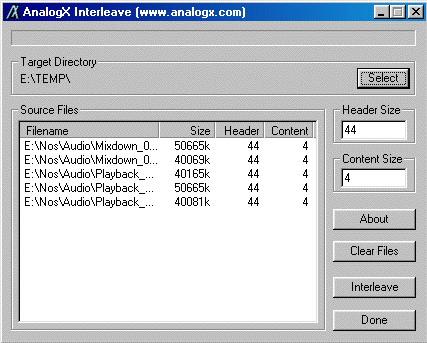 AnalogX Interleave (www.analogx.com)
Target Directory
E:\TEMP\
Select
Source Files
Filename Size Header Content
E:\Nos\Audio\Mixdown_0... 50665k 44 4
E:\Nos\Audio\Mixdown_0... 40069k 44 4
E:\Nos\Audio\Playback_... 40165k 44 4
E:\Nos\Audio\Playback_... 50665k 44 4
E:\Nos\Audio\Playback_... 40081k 44 4
Header Size
44
Content Size
4
About
Clear Files
Interleave
Done